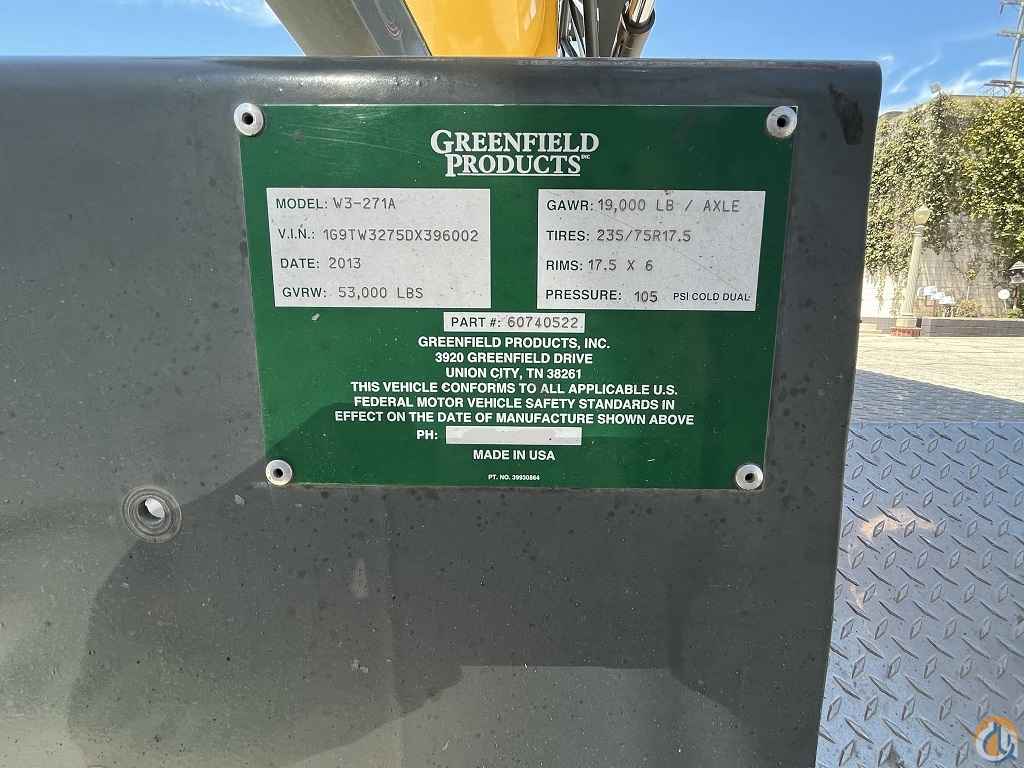 GREENFIELD
PRODUCTS INC
MODEL: W3-271A
V.I.N.: 1G9TW3275DX396002
DATE: 2013
GVRW: 53,000 LBS
GAWR: 19,000 LB / AXLE
TIRES: 235/75R17.5
RIMS: 17.5 X 6
PRESSURE: 105 PSI COLD DUAL
PART #: 60740522
GREENFIELD PRODUCTS, INC.
3920 GREENFIELD DRIVE
UNION CITY, TN 38261
THIS VEHICLE CONFORMS TO ALL APPLICABLE U.S.
FEDERAL MOTOR VEHICLE SAFETY STANDARDS IN
EFFECT ON THE DATE OF MANUFACTURE SHOWN ABOVE
PH:
MADE IN USA
PT. NO. 39930864